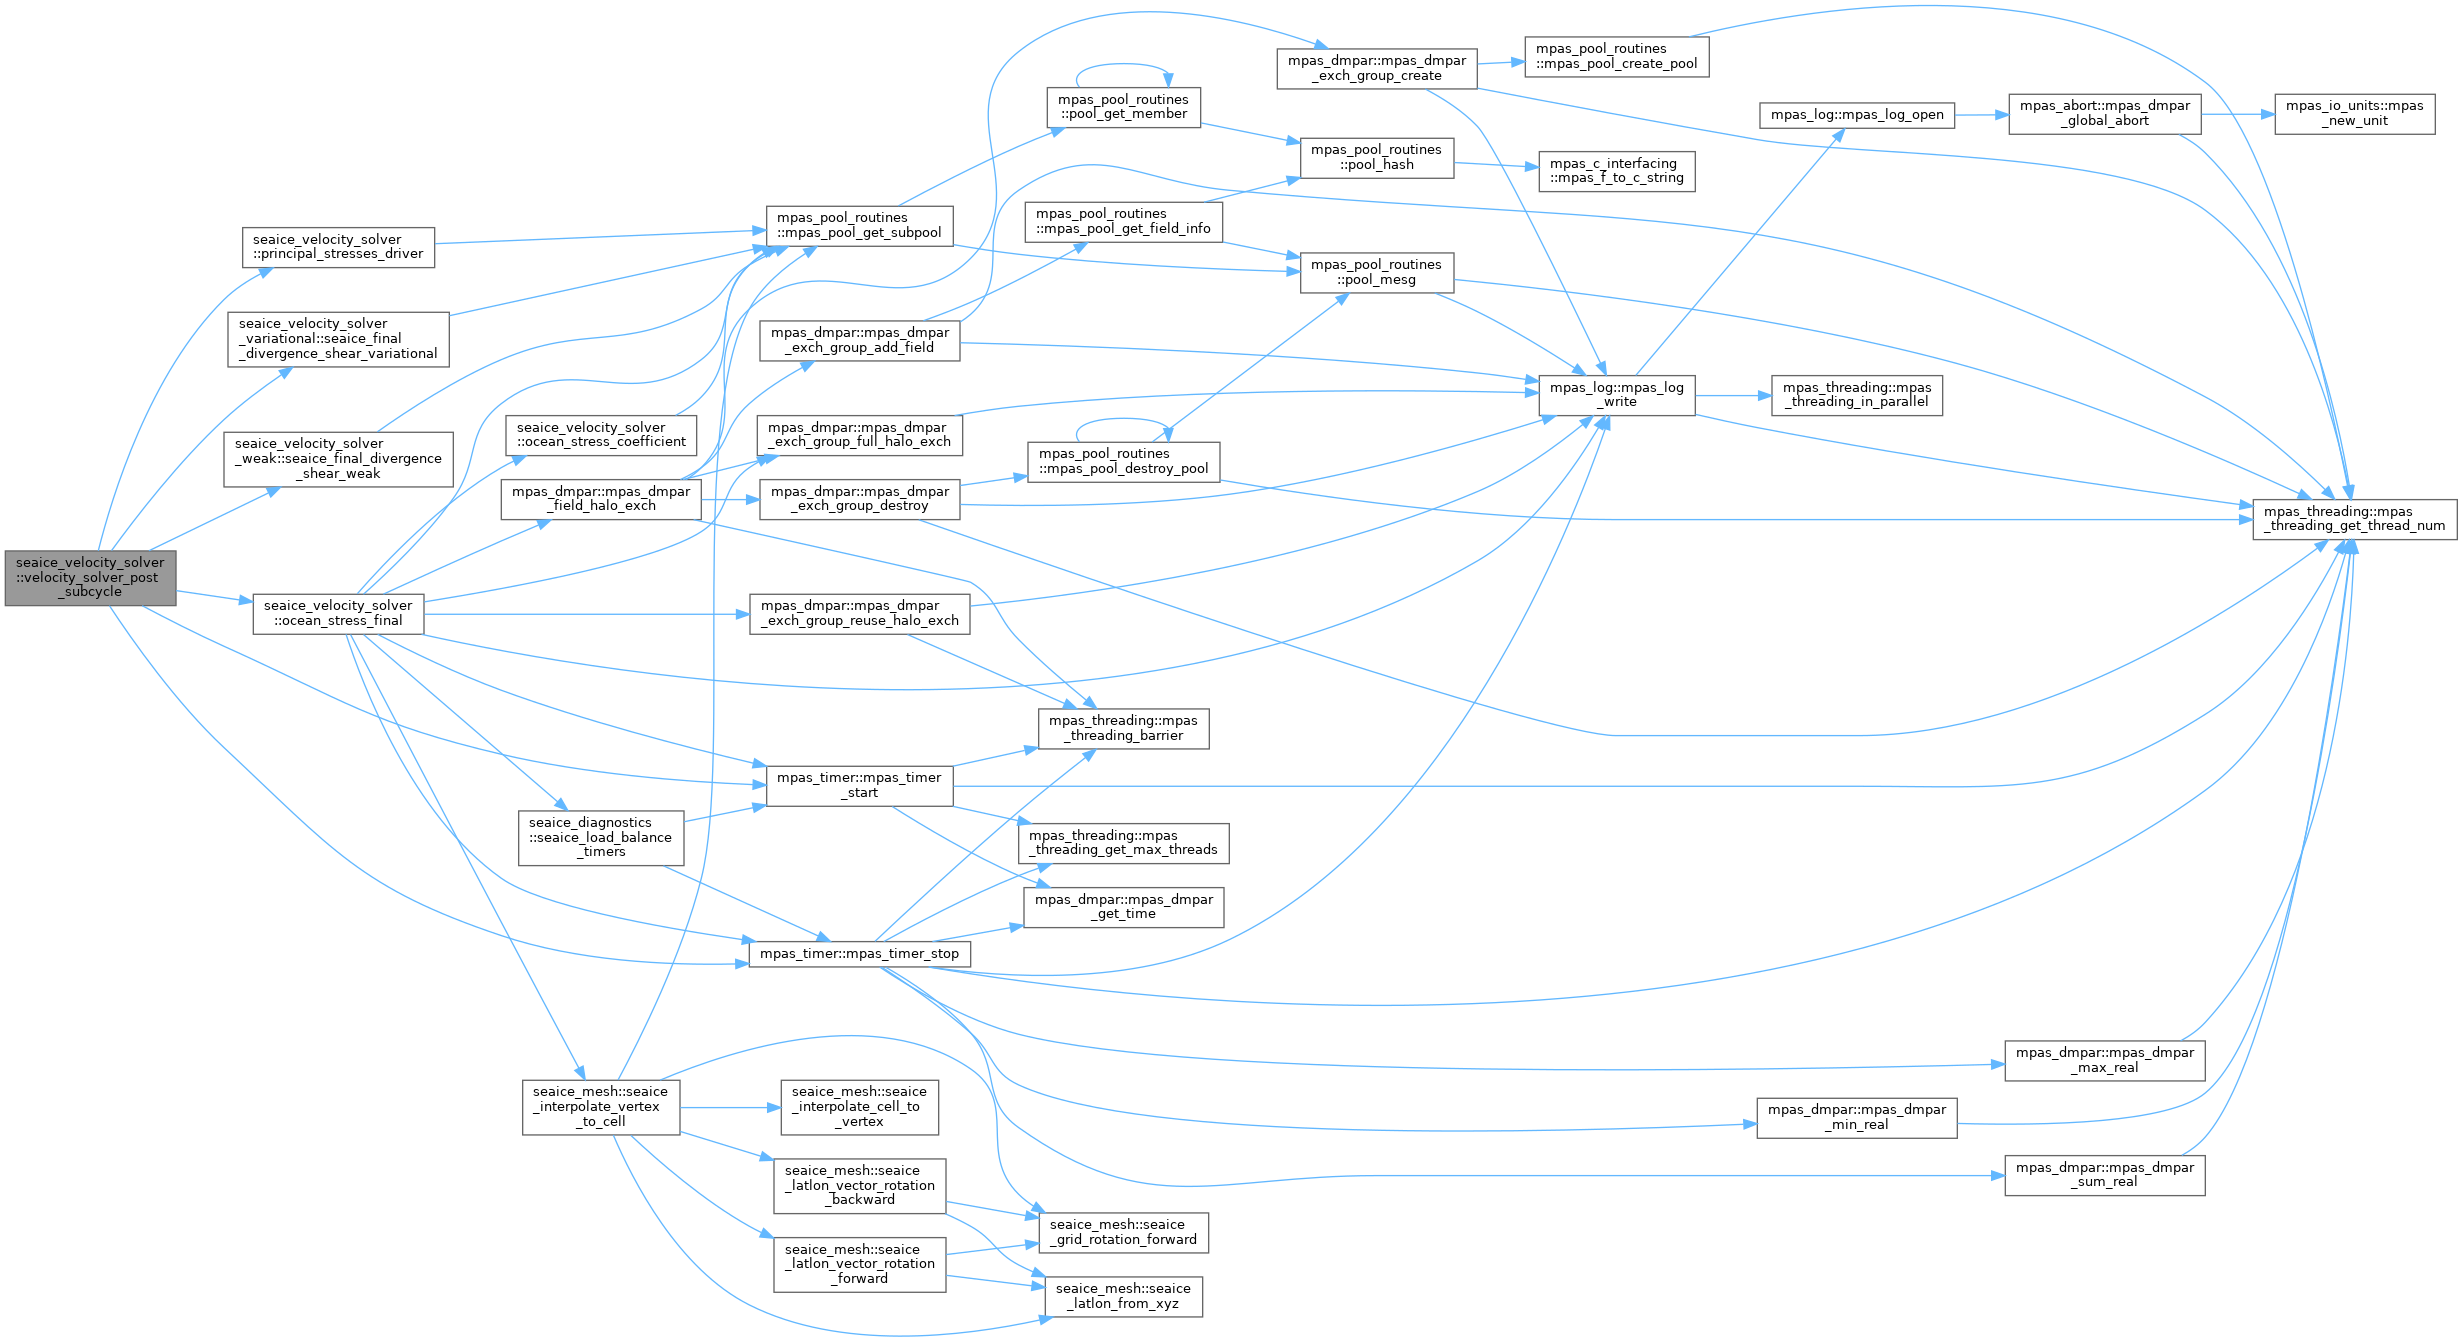 seaice_velocity_solver
::velocity_solver_post
_subcycle
seaice_velocity_solver
::principal_stresses_driver
seaice_velocity_solver
_variational::seaice_final
_divergence_shear_variational
seaice_velocity_solver
_weak::seaice_final_divergence
_shear_weak
seaice_velocity_solver
::ocean_stress_final
seaice_velocity_solver
::ocean_stress_coefficient
mpas_dmpar::mpas_dmpar
_field_halo_exch
seaice_diagnostics
::seaice_load_balance
_timers
seaice_mesh::seaice
_interpolate_vertex
_to_cell
mpas_pool_routines
::mpas_pool_get_subpool
mpas_dmpar::mpas_dmpar
_exch_group_add_field
mpas_dmpar::mpas_dmpar
_exch_group_full_halo_exch
mpas_dmpar::mpas_dmpar
_exch_group_destroy
mpas_dmpar::mpas_dmpar
_exch_group_reuse_halo_exch
mpas_timer::mpas_timer
_start
mpas_timer::mpas_timer_stop
seaice_mesh::seaice
_interpolate_cell_to
_vertex
seaice_mesh::seaice
_latlon_vector_rotation
_backward
seaice_mesh::seaice
_latlon_vector_rotation
_forward
mpas_pool_routines
::pool_get_member
mpas_pool_routines
::mpas_pool_get_field_info
mpas_pool_routines
::mpas_pool_destroy_pool
mpas_threading::mpas
_threading_barrier
mpas_threading::mpas
_threading_get_max_threads
mpas_dmpar::mpas_dmpar
_get_time
seaice_mesh::seaice
_grid_rotation_forward
seaice_mesh::seaice
_latlon_from_xyz
mpas_dmpar::mpas_dmpar
_exch_group_create
mpas_pool_routines
::pool_hash
mpas_pool_routines
::pool_mesg
mpas_pool_routines
::mpas_pool_create_pool
mpas_c_interfacing
::mpas_f_to_c_string
mpas_log::mpas_log
_write
mpas_log::mpas_log_open
mpas_threading::mpas
_threading_in_parallel
mpas_dmpar::mpas_dmpar
_min_real
mpas_abort::mpas_dmpar
_global_abort
mpas_dmpar::mpas_dmpar
_max_real
mpas_dmpar::mpas_dmpar
_sum_real
mpas_io_units::mpas
_new_unit
mpas_threading::mpas
_threading_get_thread_num